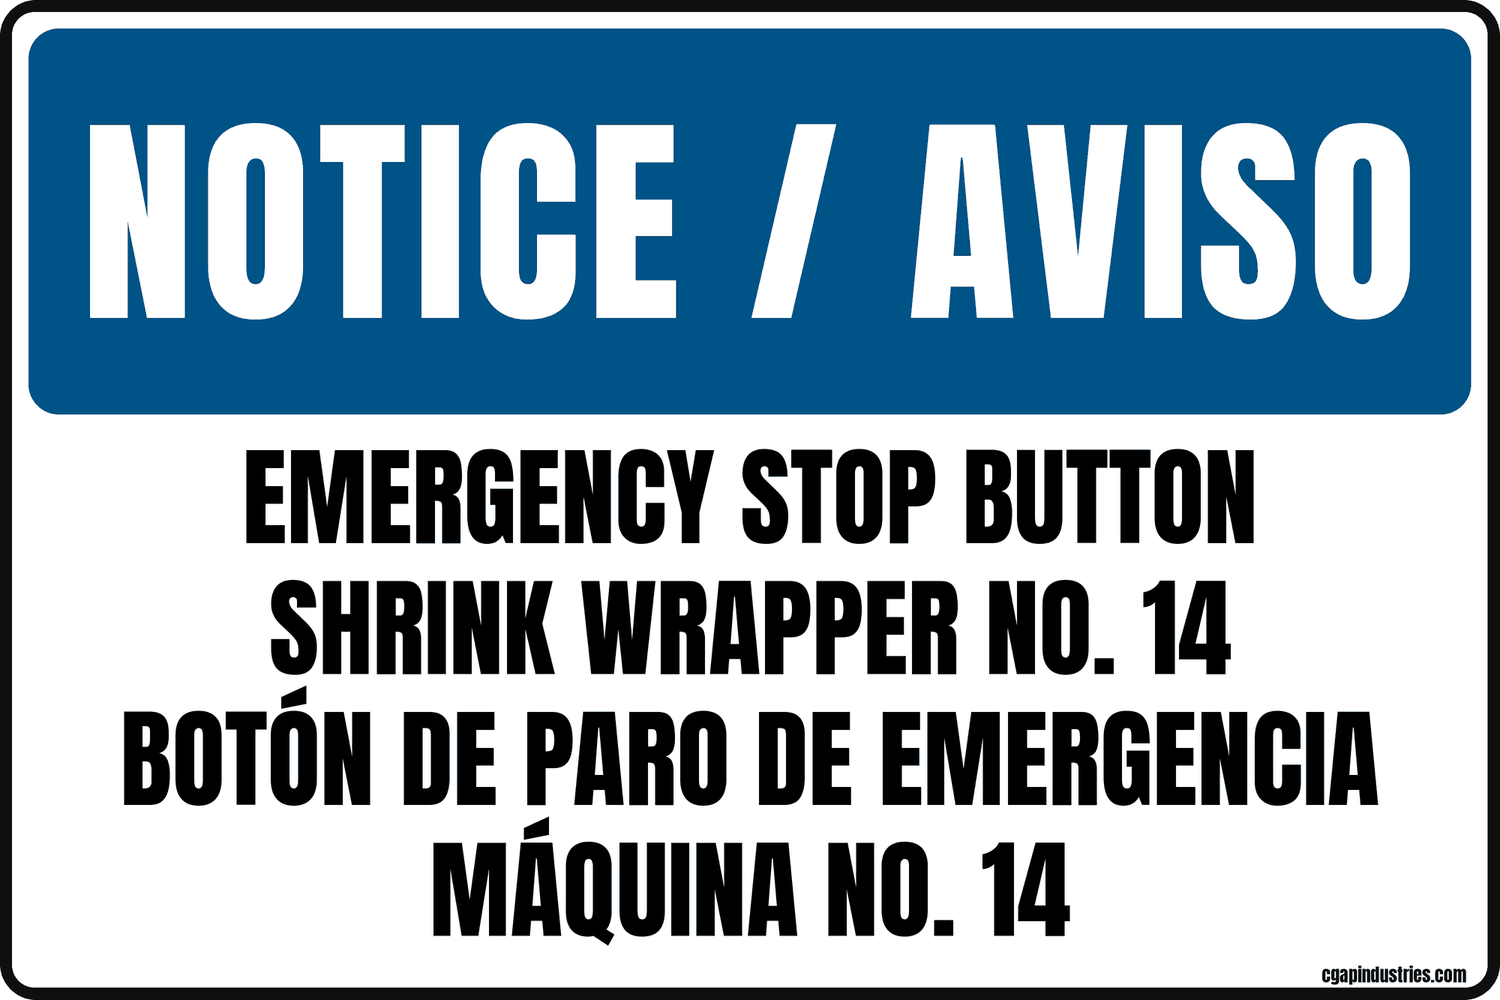 NOTICE / AVISO
EMERGENCY STOP BUTTON
SHRINK WRAPPER NO. 14
BOTÓN DE PARO DE EMERGENCIA
MÁQUINA NO. 14
cgapindustries.com